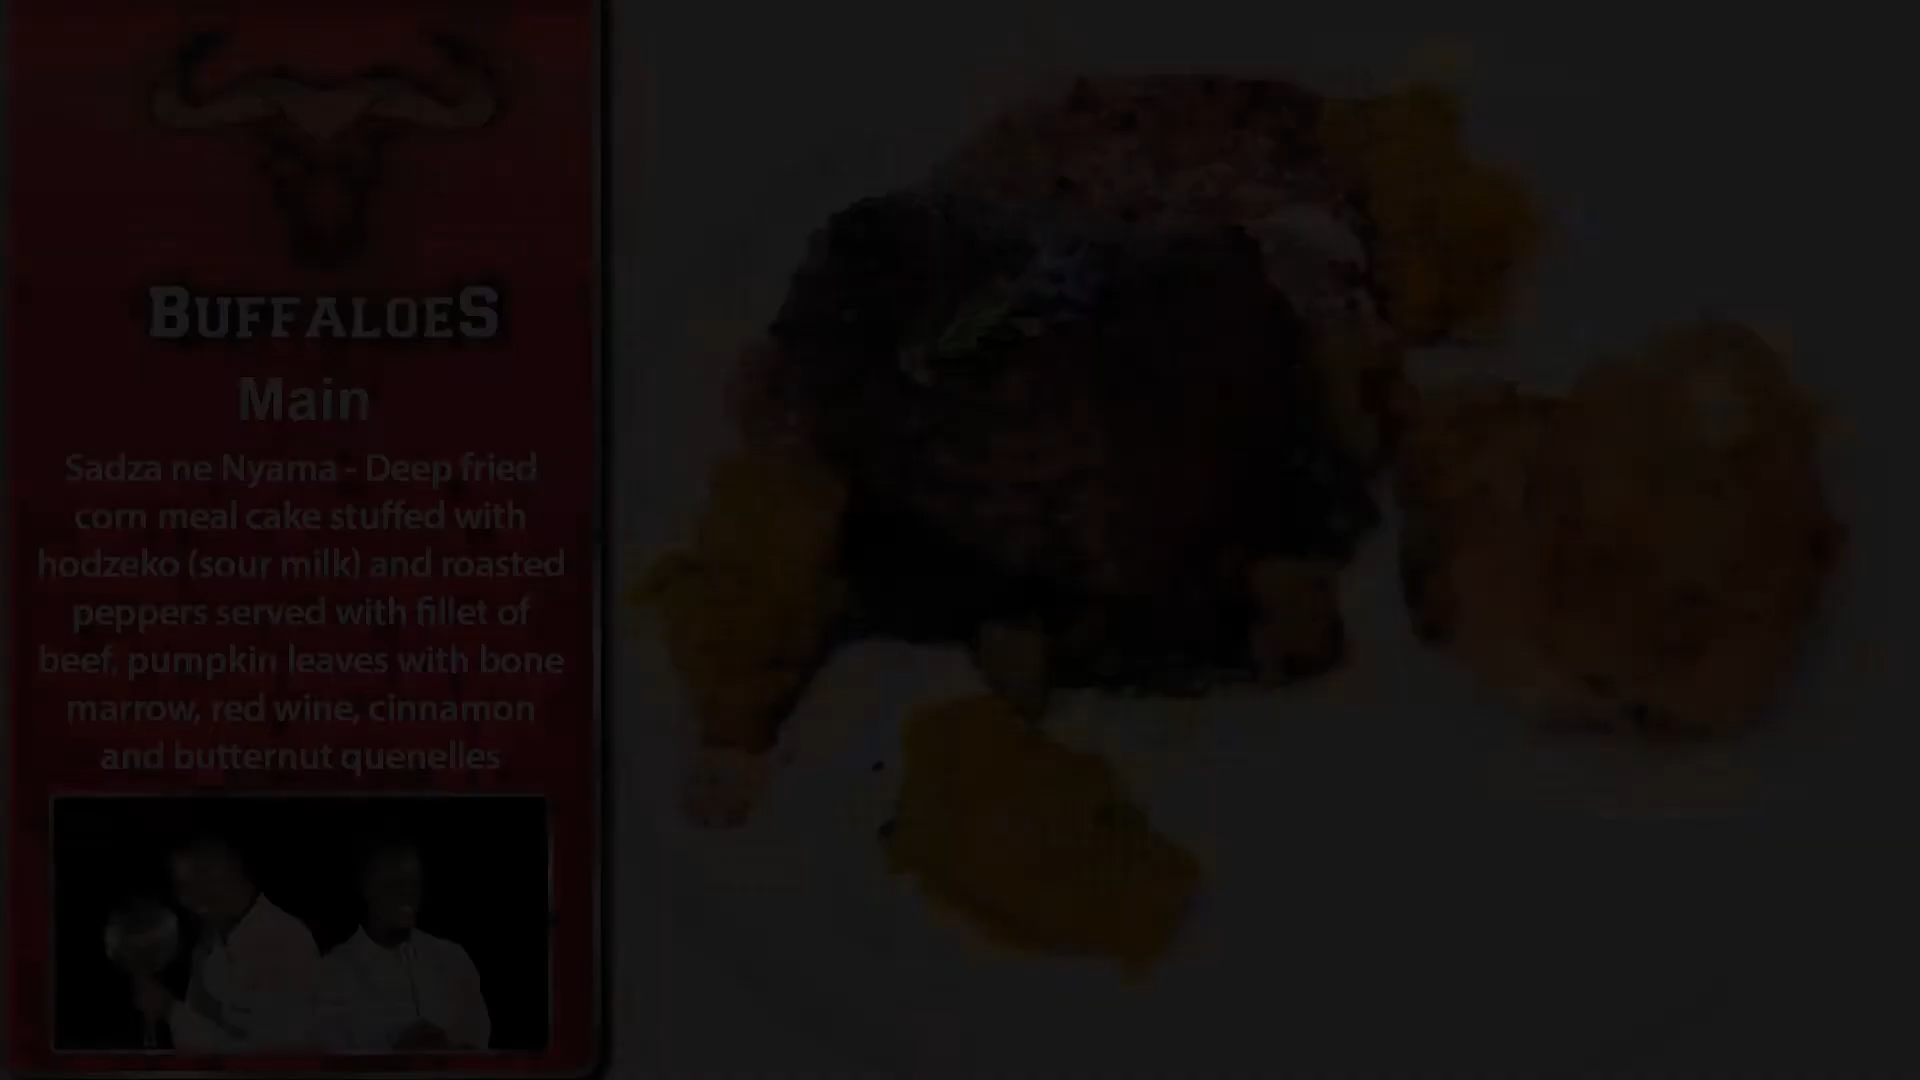 BUFFALOES
Main
Sadza ne Nyama - Deep fried
corn meal cake stuffed with
hodzeko (sour milk) and roasted
peppers served with fillet of
beef, pumpkin leaves with bone
marrow, red wine, cinnamon
and butternut quenelles